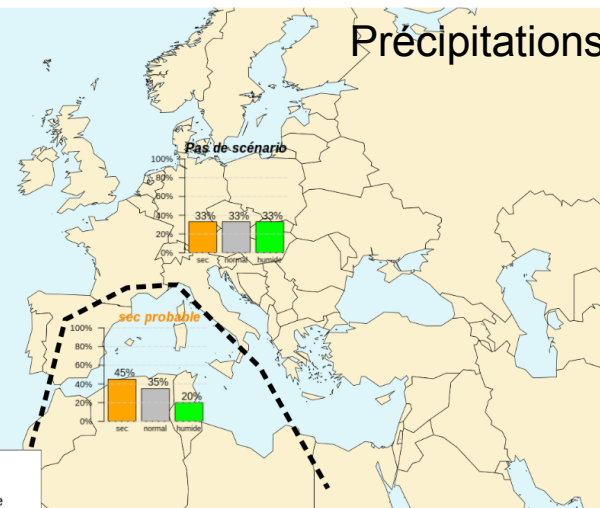 Précipitations
Pas de scénario
100%
80%
60%
40%
20%
0%
33%
33%
33%
sec
normal
humide
sec probable
100%
80%
60%
40%
20%
0%
45%
35%
20%
sec
normal
humide
e